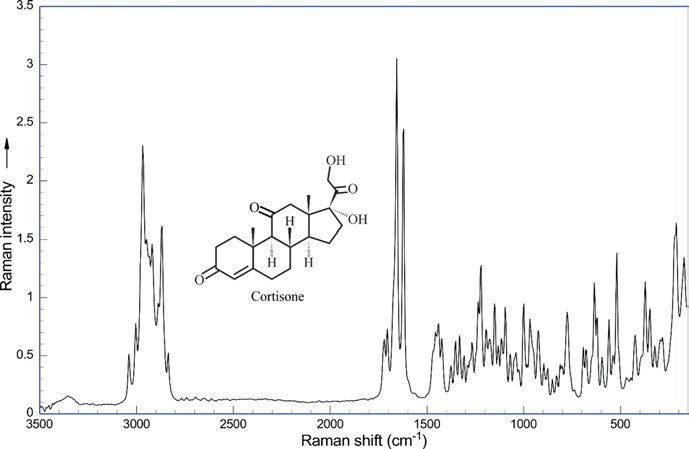 3.5
3
2.5
2
1.5
1
0.5
0
Raman intensity
OH
O
O
OH
H
H
H
O
Cortisone
3500 3000 2500 2000 1500 1000 500
Raman shift (cm⁻¹)